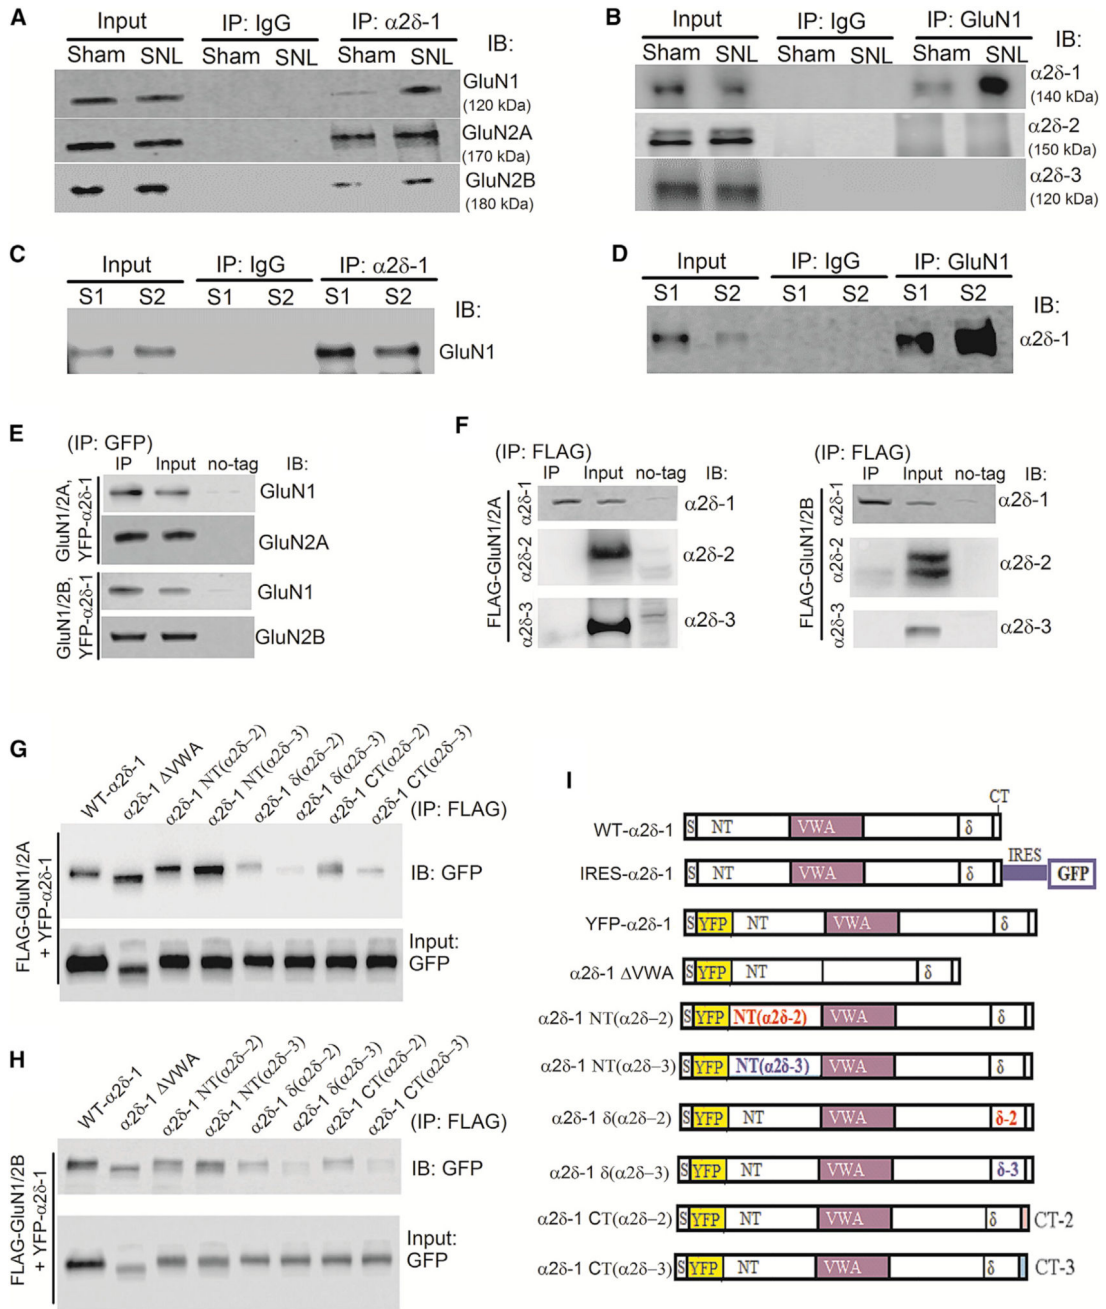 A
Input IP: IgG IP: α2δ-1
Sham SNL Sham SNL Sham SNL IB:
GluN1
(120 kDa)
GluN2A
(170 kDa)
GluN2B
(180 kDa)
B
Input IP: IgG IP: GluN1
Sham SNL Sham SNL Sham SNL IB:
α2δ-1
(140 kDa)
α2δ-2
(150 kDa)
α2δ-3
(120 kDa)
C
Input IP: IgG IP: α2δ-1
S1 S2 S1 S2 S1 S2 IB:
GluN1
D
Input IP: IgG IP: GluN1
S1 S2 S1 S2 S1 S2 IB:
α2δ-1
E
(IP: GFP)
IP Input no-tag IB:
GluN1/2A,
YFP-α2δ-1
GluN1
GluN2A
GluN1/2B,
YFP-α2δ-1
GluN1
GluN2B
F
(IP: FLAG)
IP Input no-tag IB:
FLAG-GluN1/2A
α2δ-1 α2δ-1
α2δ-2 α2δ-2
α2δ-3 α2δ-3
(IP: FLAG)
IP Input no-tag IB:
FLAG-GluN1/2B
α2δ-1 α2δ-1
α2δ-2 α2δ-2
α2δ-3 α2δ-3
G
WT-α2δ-1
α2δ-1 ΔVWA
α2δ-1 NT(α2δ–2)
α2δ-1 NT(α2δ–3)
α2δ-1 δ(α2δ–2)
α2δ-1 δ(α2δ–3)
α2δ-1 CT(α2δ–2)
α2δ-1 CT(α2δ–3)
(IP: FLAG)
FLAG-GluN1/2A
+ YFP-α2δ-1
IB: GFP
Input:
GFP
H
WT-α2δ-1
α2δ-1 ΔVWA
α2δ-1 NT(α2δ–2)
α2δ-1 NT(α2δ–3)
α2δ-1 δ(α2δ–2)
α2δ-1 δ(α2δ–3)
α2δ-1 CT(α2δ–2)
α2δ-1 CT(α2δ–3)
(IP: FLAG)
FLAG-GluN1/2B
+ YFP-α2δ-1
IB: GFP
Input:
GFP
I
CT
WT-α2δ-1 S NT VWA δ
IRES
IRES-α2δ-1 S NT VWA δ GFP
YFP-α2δ-1 S YFP NT VWA δ
α2δ-1 ΔVWA S YFP NT δ
α2δ-1 NT(α2δ–2) S YFP NT(α2δ-2) VWA δ
α2δ-1 NT(α2δ–3) S YFP NT(α2δ-3) VWA δ
α2δ-1 δ(α2δ–2) S YFP NT VWA δ-2
α2δ-1 δ(α2δ–3) S YFP NT VWA δ-3
α2δ-1 CT(α2δ–2) S YFP NT VWA δ CT-2
α2δ-1 CT(α2δ–3) S YFP NT VWA δ CT-3